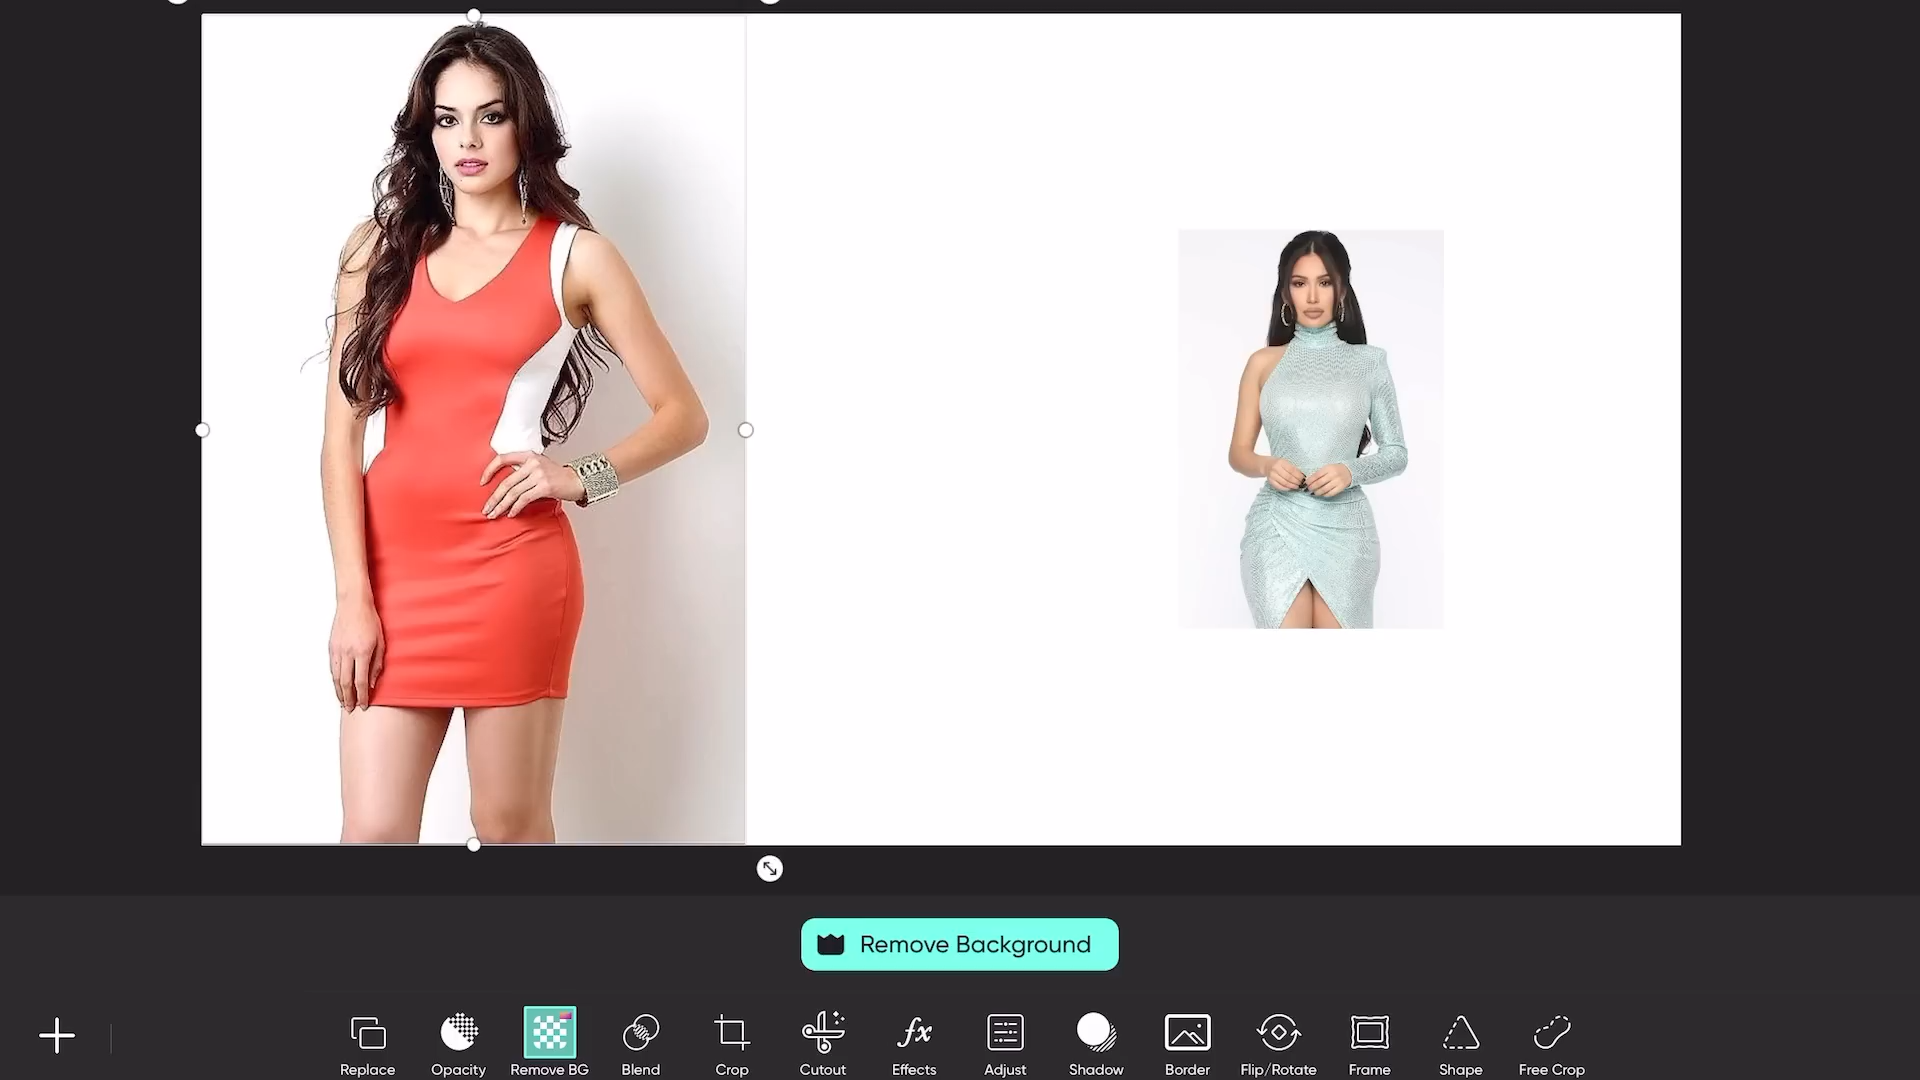 Remove Background
Replace
Opacity
Remove BG
Blend
Crop
Cutout
fx
Effects
Adjust
Shadow
Border
Flip/Rotate
Frame
Shape
Free Crop